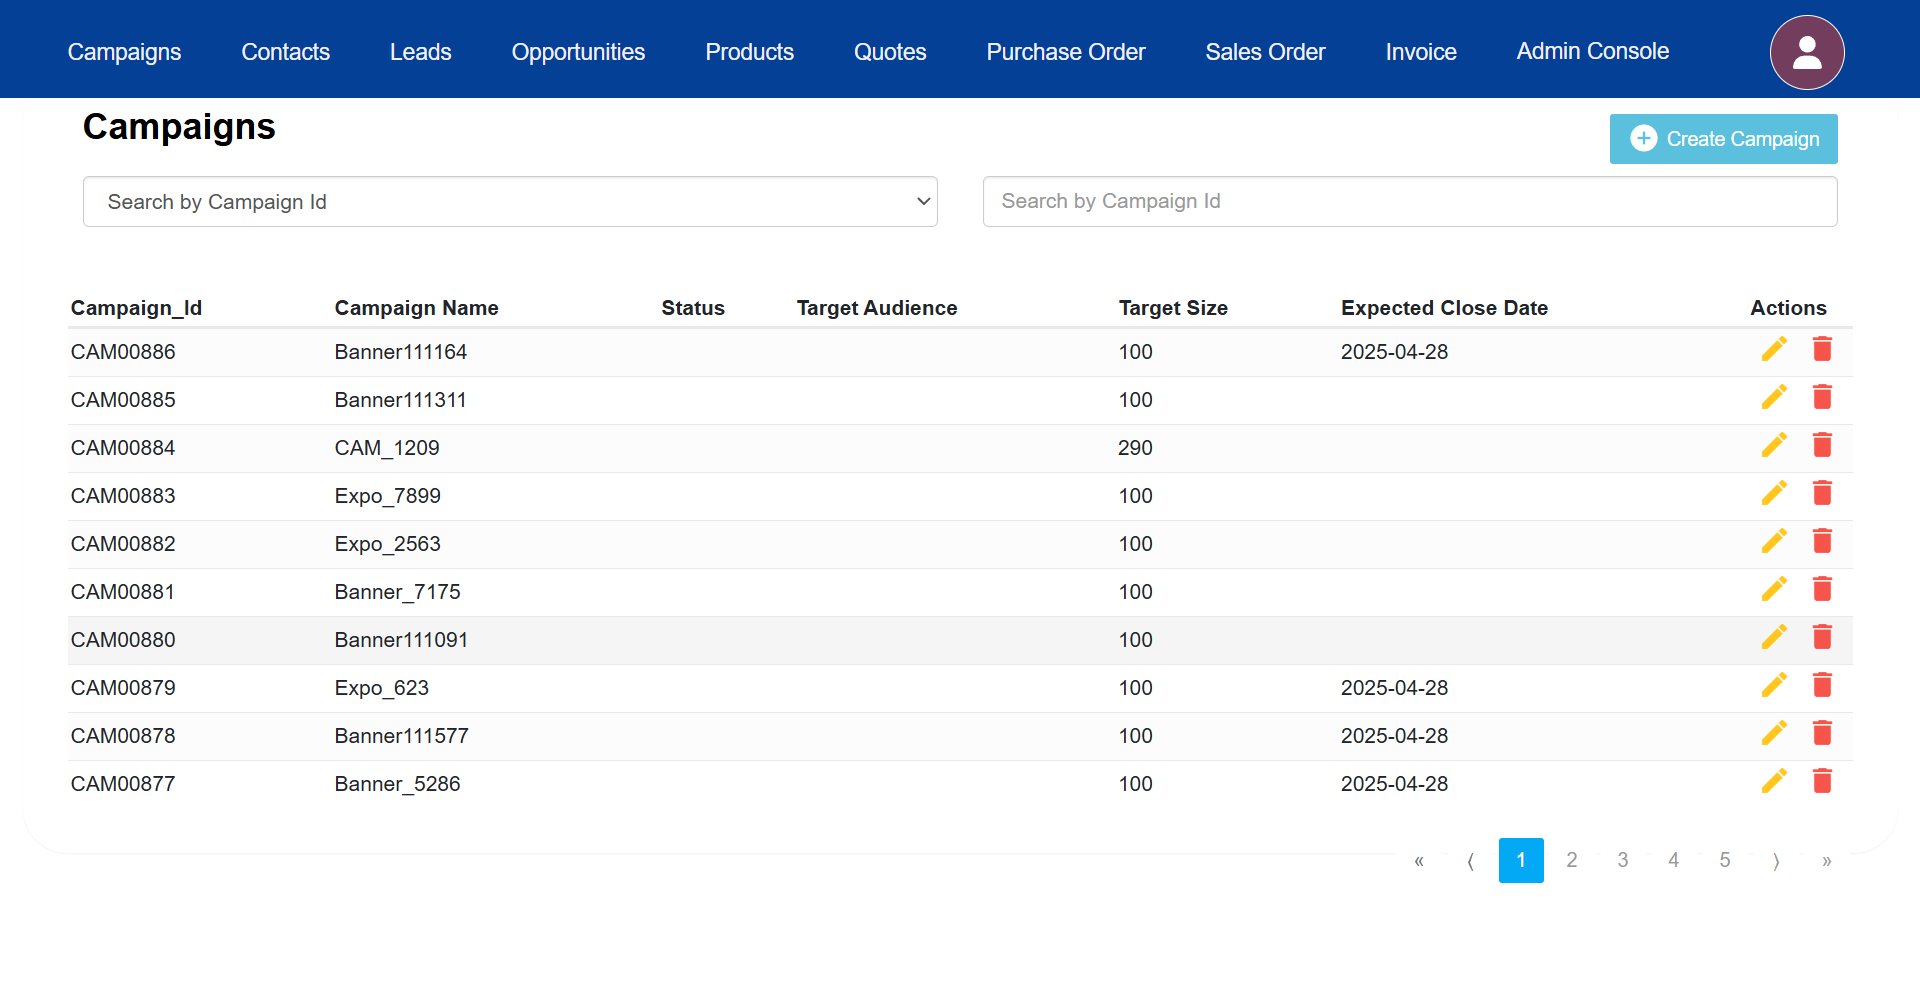 Campaigns Contacts Leads Opportunities Products Quotes Purchase Order Sales Order Invoice Admin Console
Campaigns
Create Campaign
Search by Campaign Id Search by Campaign Id
Campaign_Id Campaign Name Status Target Audience Target Size Expected Close Date Actions
CAM00886 Banner111164 100 2025-04-28
CAM00885 Banner111311 100
CAM00884 CAM_1209 290
CAM00883 Expo_7899 100
CAM00882 Expo_2563 100
CAM00881 Banner_7175 100
CAM00880 Banner111091 100
CAM00879 Expo_623 100 2025-04-28
CAM00878 Banner111577 100 2025-04-28
CAM00877 Banner_5286 100 2025-04-28
« ⟨ 1 2 3 4 5 ⟩ »